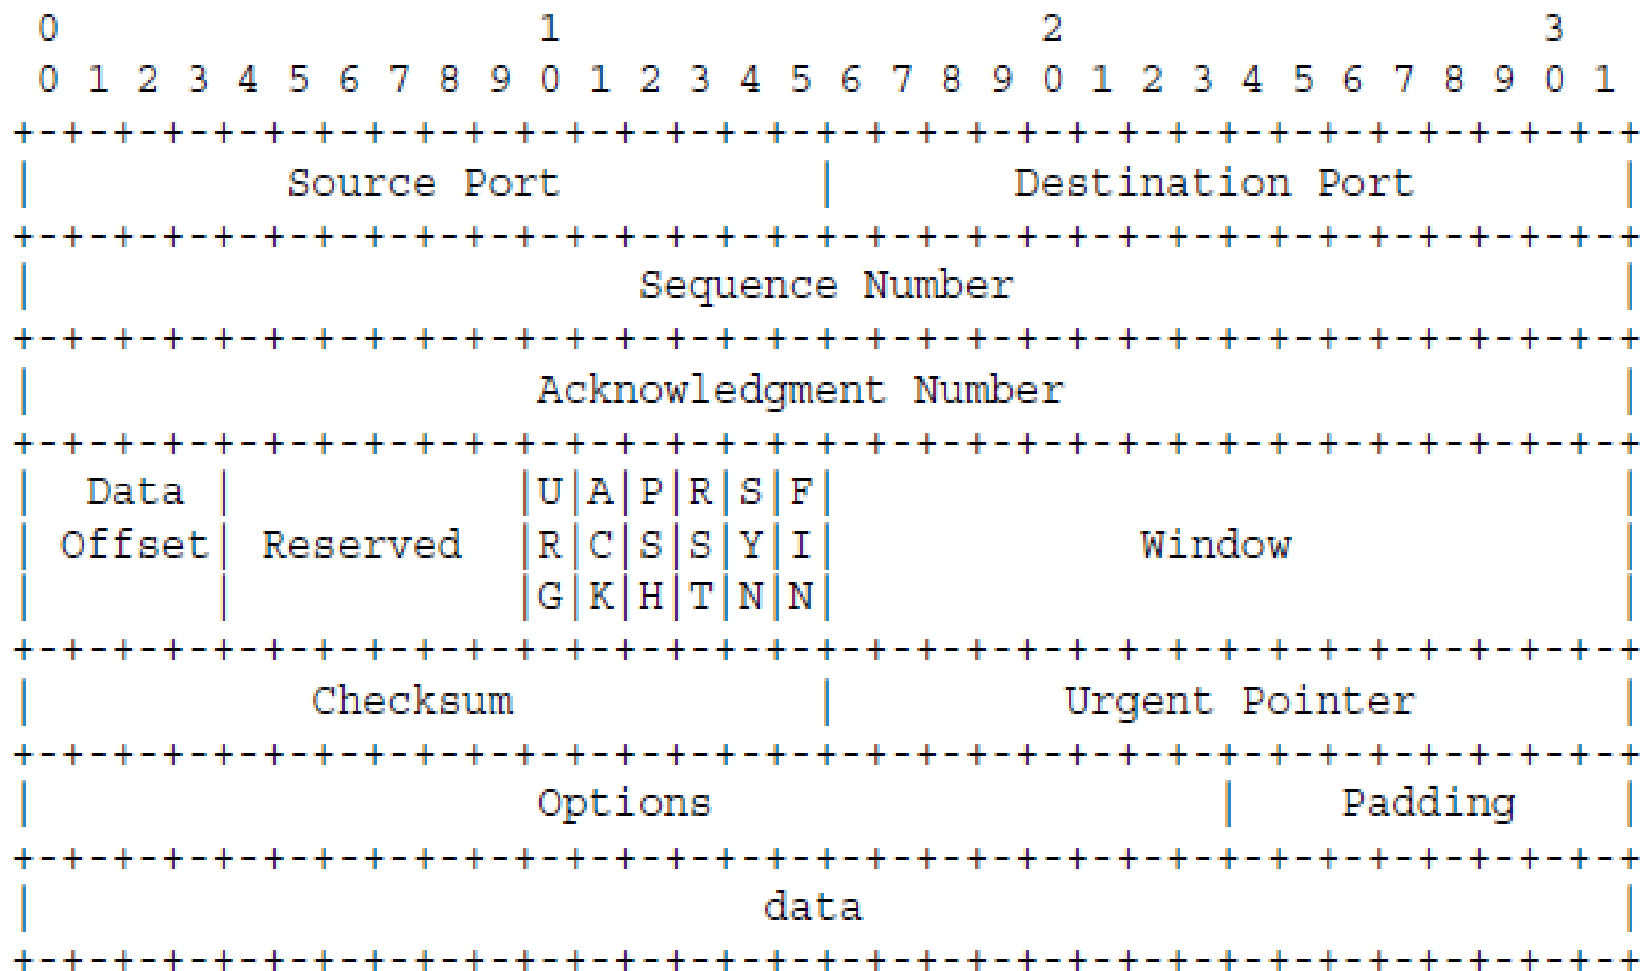 0                   1                   2                   3
 0 1 2 3 4 5 6 7 8 9 0 1 2 3 4 5 6 7 8 9 0 1 2 3 4 5 6 7 8 9 0 1
+-+-+-+-+-+-+-+-+-+-+-+-+-+-+-+-+-+-+-+-+-+-+-+-+-+-+-+-+-+-+-+-+
|          Source Port          |       Destination Port        |
+-+-+-+-+-+-+-+-+-+-+-+-+-+-+-+-+-+-+-+-+-+-+-+-+-+-+-+-+-+-+-+-+
|                        Sequence Number                        |
+-+-+-+-+-+-+-+-+-+-+-+-+-+-+-+-+-+-+-+-+-+-+-+-+-+-+-+-+-+-+-+-+
|                    Acknowledgment Number                      |
+-+-+-+-+-+-+-+-+-+-+-+-+-+-+-+-+-+-+-+-+-+-+-+-+-+-+-+-+-+-+-+-+
|  Data |           |U|A|P|R|S|F|                               |
| Offset| Reserved  |R|C|S|S|Y|I|            Window             |
|       |           |G|K|H|T|N|N|                               |
+-+-+-+-+-+-+-+-+-+-+-+-+-+-+-+-+-+-+-+-+-+-+-+-+-+-+-+-+-+-+-+-+
|           Checksum            |         Urgent Pointer        |
+-+-+-+-+-+-+-+-+-+-+-+-+-+-+-+-+-+-+-+-+-+-+-+-+-+-+-+-+-+-+-+-+
|                    Options                    |    Padding    |
+-+-+-+-+-+-+-+-+-+-+-+-+-+-+-+-+-+-+-+-+-+-+-+-+-+-+-+-+-+-+-+-+
|                             data                              |
+-+-+-+-+-+-+-+-+-+-+-+-+-+-+-+-+-+-+-+-+-+-+-+-+-+-+-+-+-+-+-+-+